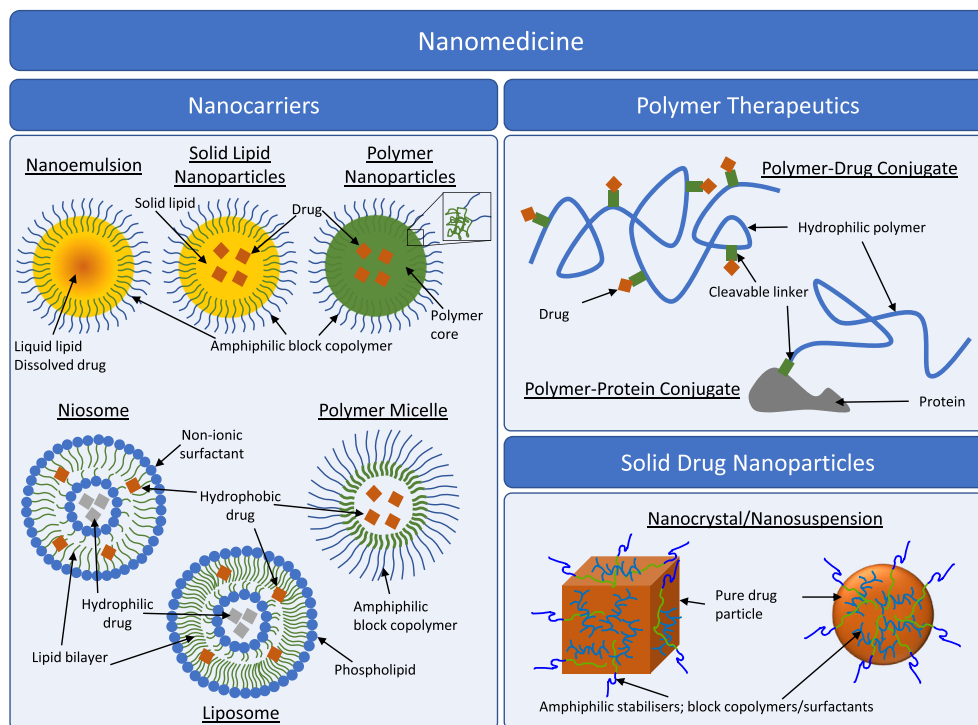 Nanomedicine
Nanocarriers
Nanoemulsion
Solid Lipid
Nanoparticles
Polymer
Nanoparticles
Solid lipid
Drug
Liquid lipid
Dissolved drug
Amphiphilic block copolymer
Polymer
core
Niosome
Polymer Micelle
Non-ionic
surfactant
Hydrophobic
drug
Hydrophilic
drug
Lipid bilayer
Amphiphilic
block copolymer
Phospholipid
Liposome
Polymer Therapeutics
Polymer-Drug Conjugate
Hydrophilic polymer
Cleavable linker
Drug
Polymer-Protein Conjugate
Protein
Solid Drug Nanoparticles
Nanocrystal/Nanosuspension
Pure drug
particle
Amphiphilic stabilisers; block copolymers/surfactants